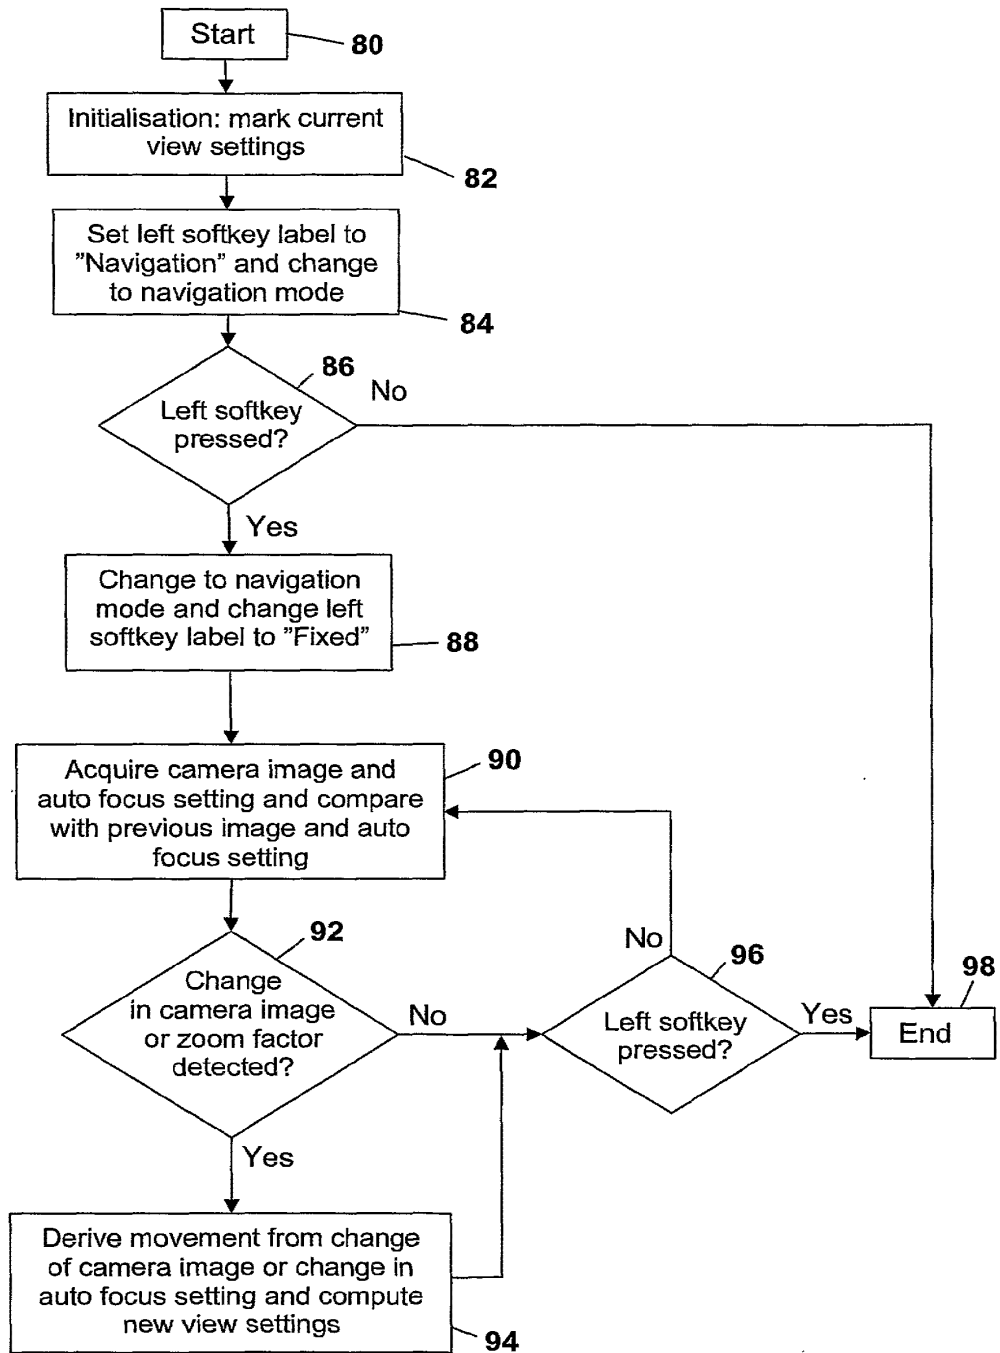 Start
80
Initialisation: mark current
view settings
82
Set left softkey label to
”Navigation” and change
to navigation mode
84
86
No
Left softkey
pressed?
Yes
Change to navigation
mode and change left
softkey label to ”Fixed”
88
90
Acquire camera image and
auto focus setting and compare
with previous image and auto
focus setting
92
No
96
98
Change
in camera image
or zoom factor
detected?
No
Left softkey
pressed?
Yes
End
Yes
Derive movement from change
of camera image or change in
auto focus setting and compute
new view settings
94